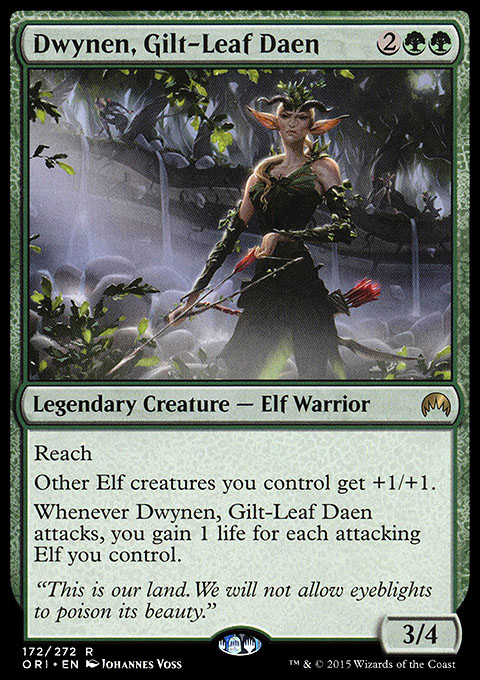 Dwynen, Gilt-Leaf Daen 2
Legendary Creature — Elf Warrior
Reach
Other Elf creatures you control get +1/+1.
Whenever Dwynen, Gilt-Leaf Daen
attacks, you gain 1 life for each attacking
Elf you control.
“This is our land. We will not allow eyeblights
to poison its beauty.”
3/4
172/272 R
ORI • EN Johannes Voss
™ & © 2015 Wizards of the Coast